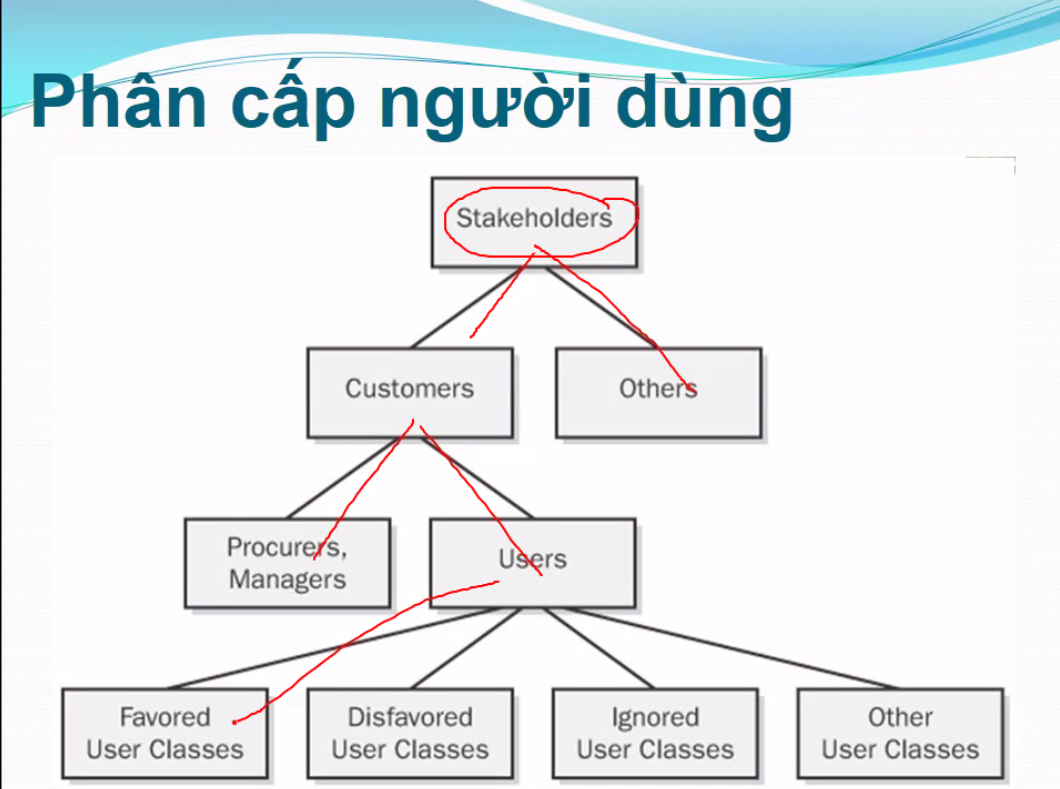 Phân cấp người dùng
Stakeholders
Customers
Others
Procurers,
Managers
Users
Favored
User Classes
Disfavored
User Classes
Ignored
User Classes
Other
User Classes